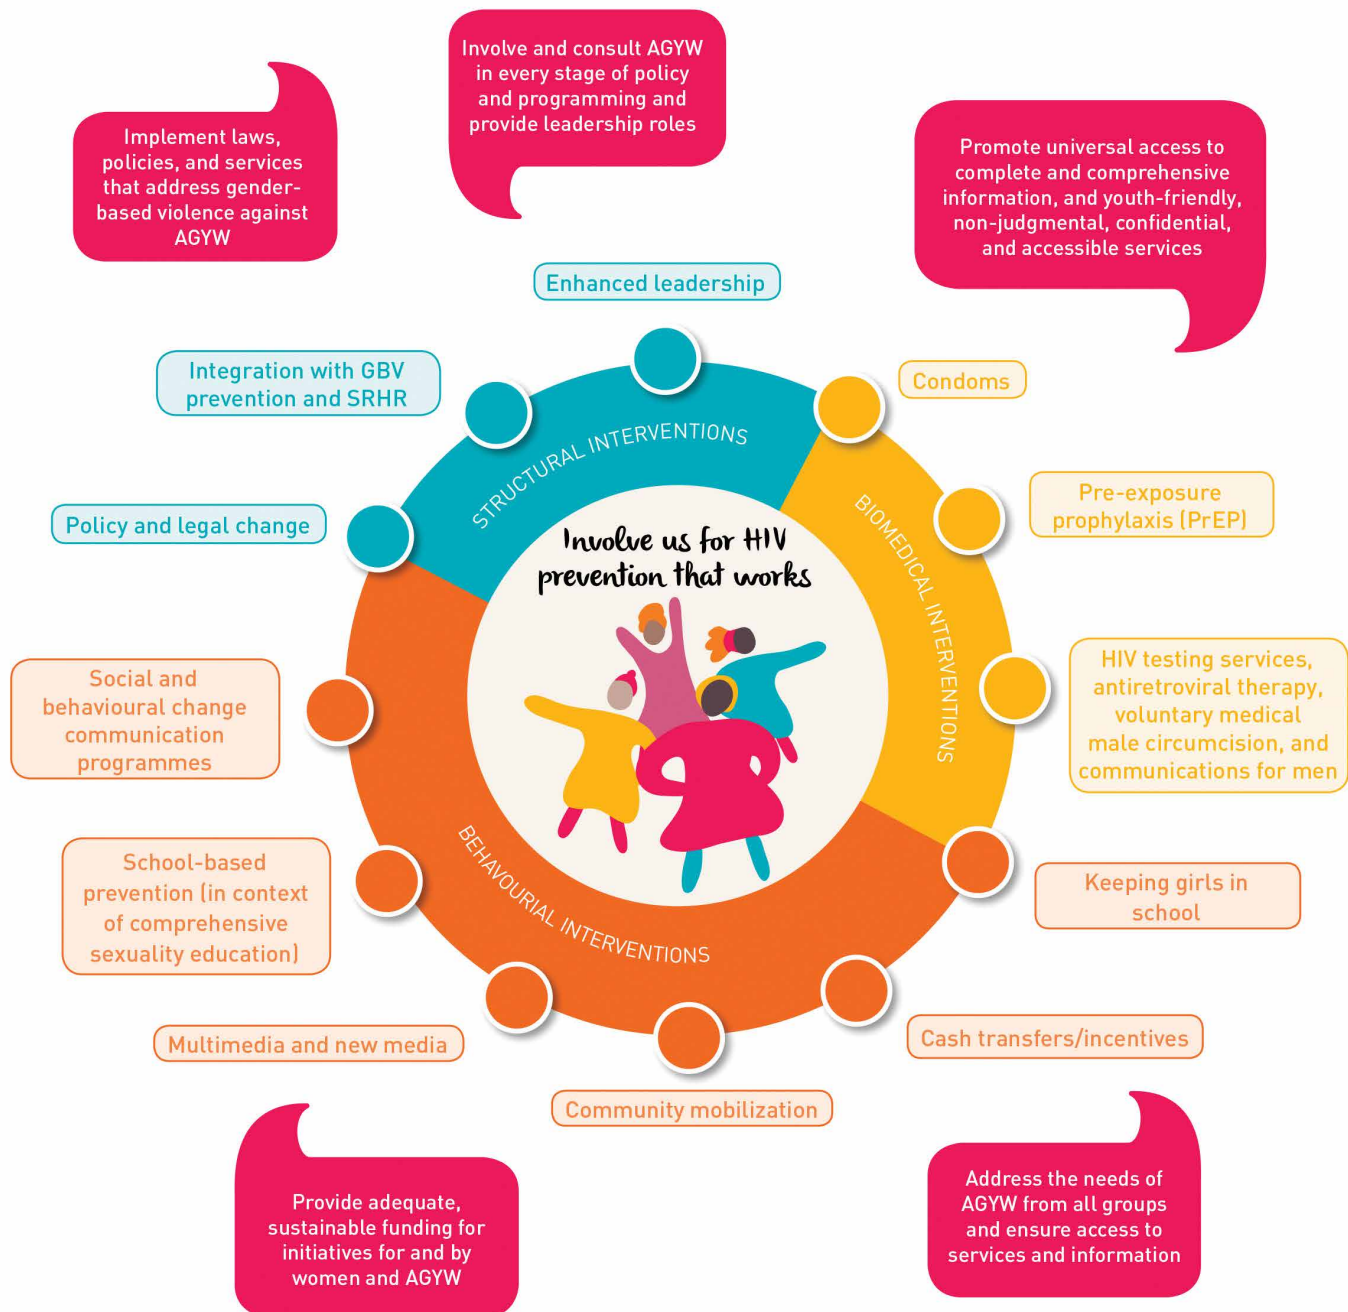 Involve and consult AGYW
in every stage of policy
and programming and
provide leadership roles
Implement laws,
policies, and services
that address gender-
based violence against
AGYW
Promote universal access to
complete and comprehensive
information, and youth-friendly,
non-judgmental, confidential,
and accessible services
Enhanced leadership
Integration with GBV
prevention and SRHR
Policy and legal change
Condoms
Pre-exposure
prophylaxis (PrEP)
HIV testing services,
antiretroviral therapy,
voluntary medical
male circumcision, and
communications for men
STRUCTURAL INTERVENTIONS
BIOMEDICAL INTERVENTIONS
Involve us for HIV
prevention that works
BEHAVOURIAL INTERVENTIONS
Social and
behavioural change
communication
programmes
School-based
prevention (in context
of comprehensive
sexuality education)
Keeping girls in
school
Multimedia and new media
Community mobilization
Cash transfers/incentives
Provide adequate,
sustainable funding for
initiatives for and by
women and AGYW
Address the needs of
AGYW from all groups
and ensure access to
services and information